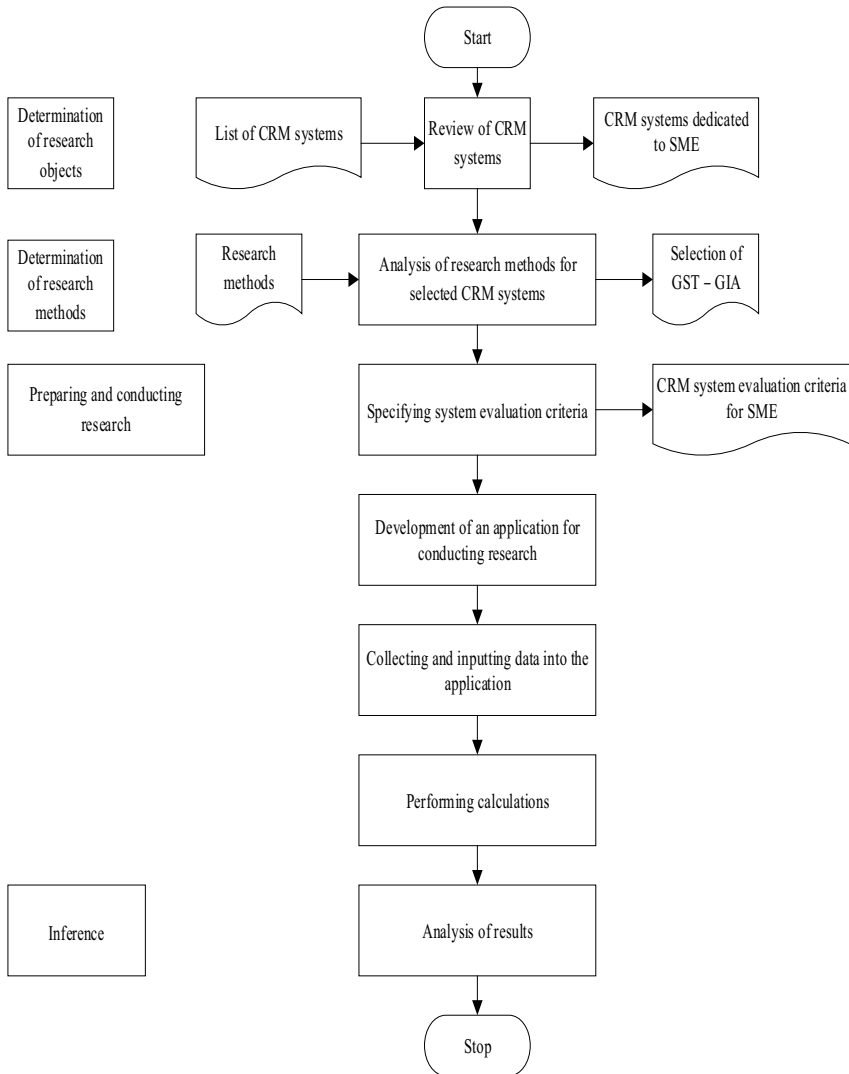 Start
Determination
of research
objects
List of CRM systems
Review of CRM
systems
CRM systems dedicated
to SME
Determination
of research
methods
Research
methods
Analysis of research methods for
selected CRM systems
Selection of
GST – GIA
Preparing and conducting
research
Specifying system evaluation criteria
CRM system evaluation criteria
for SME
Development of an application for
conducting research
Collecting and inputting data into the
application
Performing calculations
Inference
Analysis of results
Stop